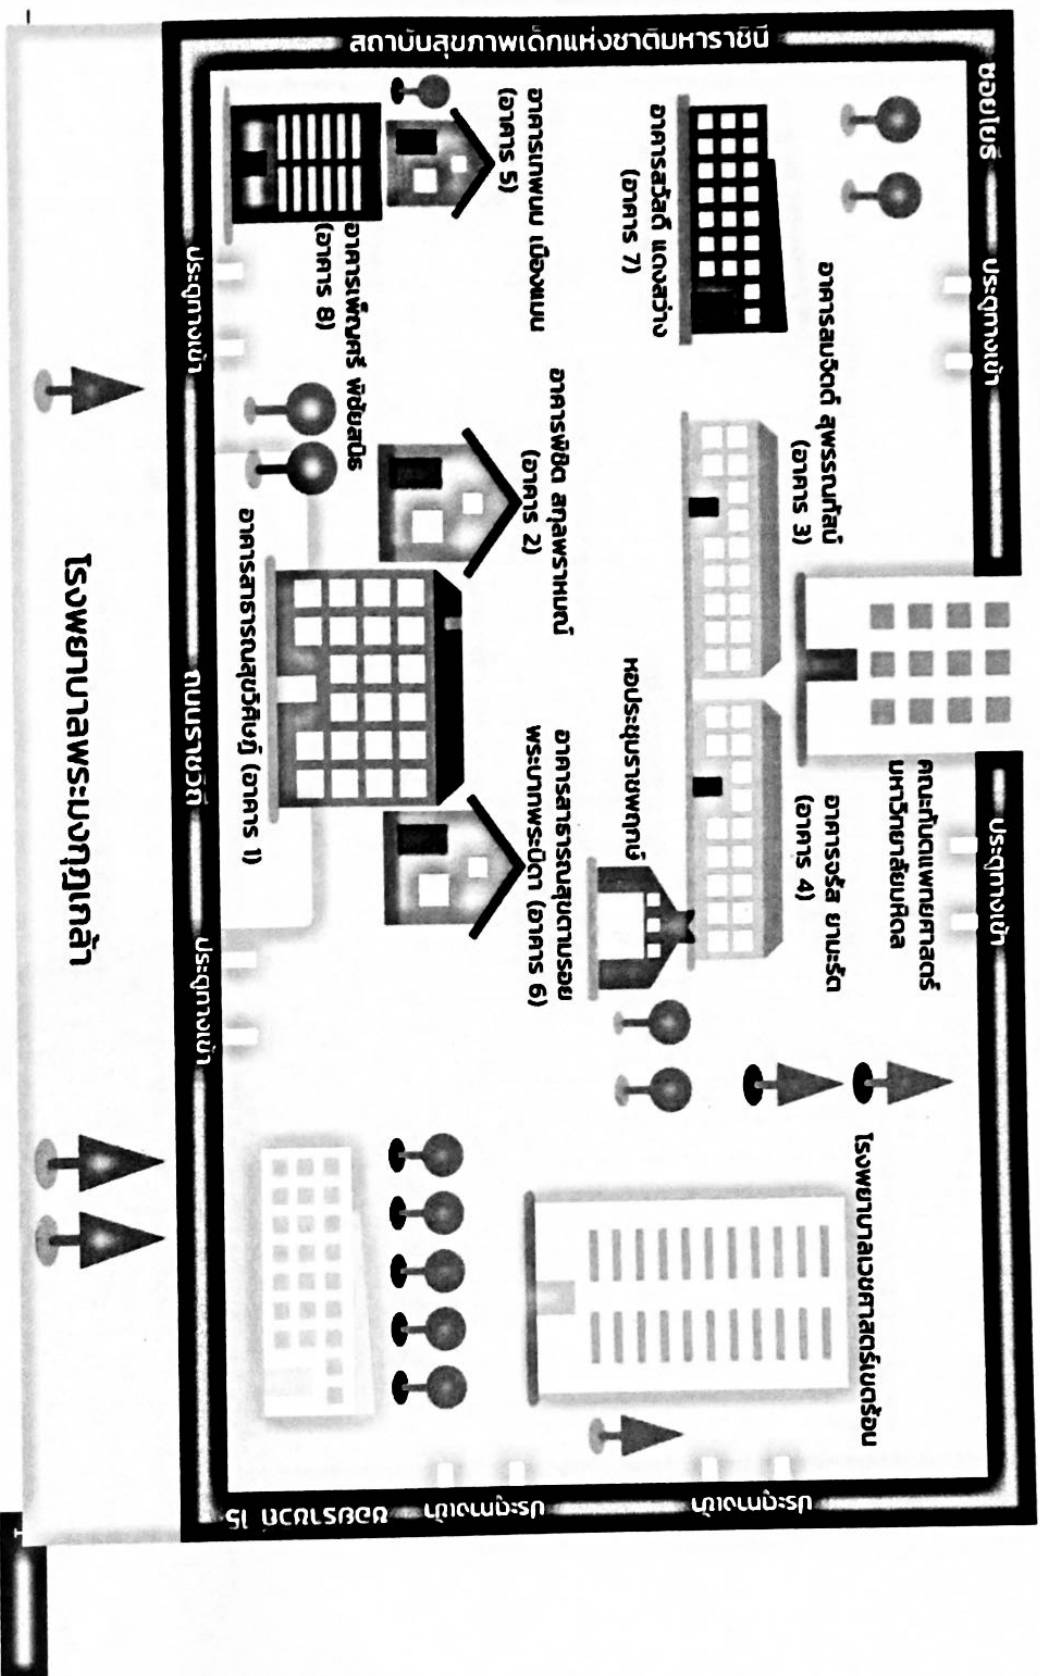 สถาบันสุขภาพเด็กแห่งชาติมหาราชินี
ซอยโยธี
ประตูทางเข้า
ประตูทางเข้า
คณะทันตแพทยศาสตร์
มหาวิทยาลัยมหิดล
อาคารสมจิตต์ สุพรรณทัสน์
(อาคาร 3)
อาคารจรัส ยามะรัต
(อาคาร 4)
โรงพยาบาลเวชศาสตร์เขตร้อน
อาคารสวัสดิ์ แดงสว่าง
(อาคาร 7)
หอประชุมราชพฤกษ์
อาคารเทพนม เมืองแมน
(อาคาร 5)
อาคารพิชิต สกุลพราหมณ์
(อาคาร 2)
อาคารสาธารณสุขตามรอย
พระบาทพระบิดา (อาคาร 6)
อาคารเพ็ญศรี พิชัยสนิธ
(อาคาร 8)
อาคารสาธารณสุขวิศิษฏ์ (อาคาร 1)
ประตูทางเข้า
ถนนราชวิถี
ประตูทางเข้า
ซอยราชวิถี 15
ประตูทางเข้า
ประตูทางเข้า
โรงพยาบาลพระมงกุฎเกล้า